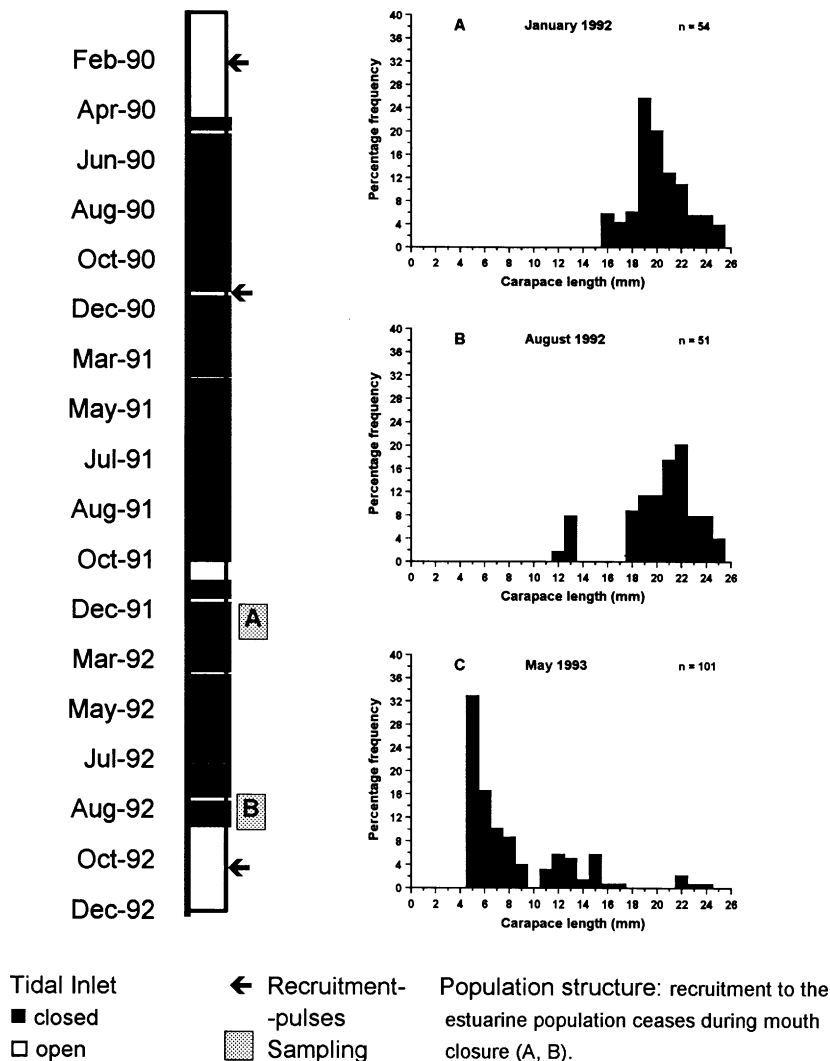 Feb-90
Apr-90
Jun-90
Aug-90
Oct-90
Dec-90
Mar-91
May-91
Jul-91
Aug-91
Oct-91
Dec-91
Mar-92
May-92
Jul-92
Aug-92
Oct-92
Dec-92
A
B
A January 1992 n = 54
Percentage frequency
40
36
32
28
24
20
16
12
8
4
0
0 2 4 6 8 10 12 14 16 18 20 22 24 26
Carapace length (mm)
B August 1992 n = 51
Percentage frequency
40
36
32
28
24
20
16
12
8
4
0
0 2 4 6 8 10 12 14 16 18 20 22 24 26
Carapace length (mm)
C May 1993 n = 101
Percentage frequency
40
36
32
28
24
20
16
12
8
4
0
0 2 4 6 8 10 12 14 16 18 20 22 24 26
Carapace length (mm)
Tidal Inlet
closed
open
Recruitment-
-pulses
Sampling
Population structure: recruitment to the
estuarine population ceases during mouth
closure (A, B).